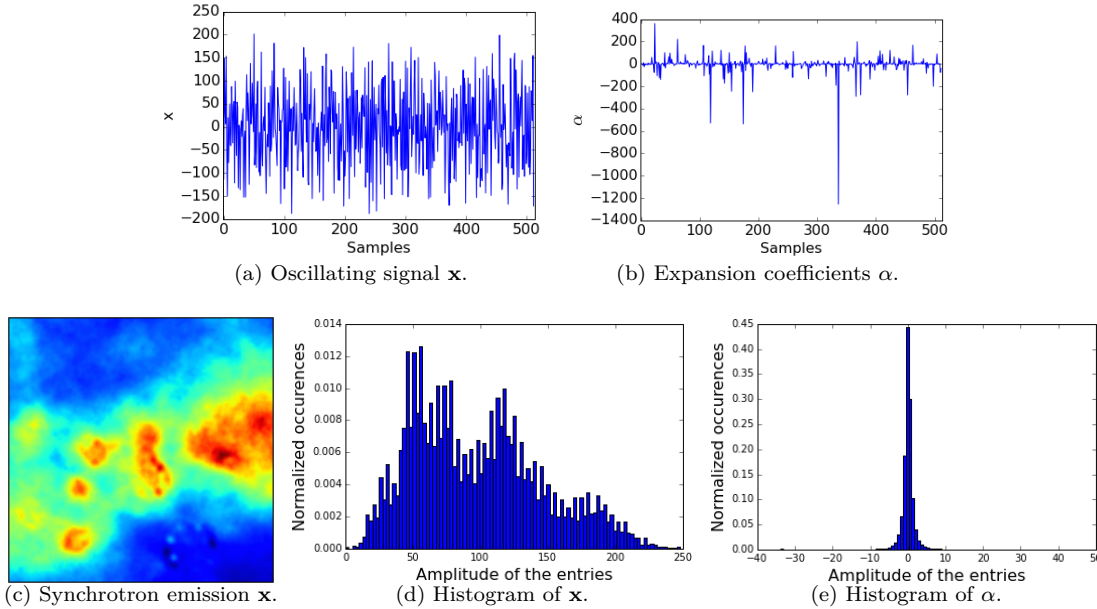 250
200
150
100
50
0
−50
−100
−150
−200
x
0 100 200 300 400 500
Samples
(a) Oscillating signal x.
400
200
0
−200
−400
−600
−800
−1000
−1200
−1400
α
0 100 200 300 400 500
Samples
(b) Expansion coefficients α.
(c) Synchrotron emission x.
0.014
0.012
0.010
0.008
0.006
0.004
0.002
0.000
Normalized occurences
0 50 100 150 200 250
Amplitude of the entries
(d) Histogram of x.
0.45
0.40
0.35
0.30
0.25
0.20
0.15
0.10
0.05
0.00
Normalized occurences
−40 −30 −20 −10 0 10 20 30 40 50
Amplitude of the entries
(e) Histogram of α.